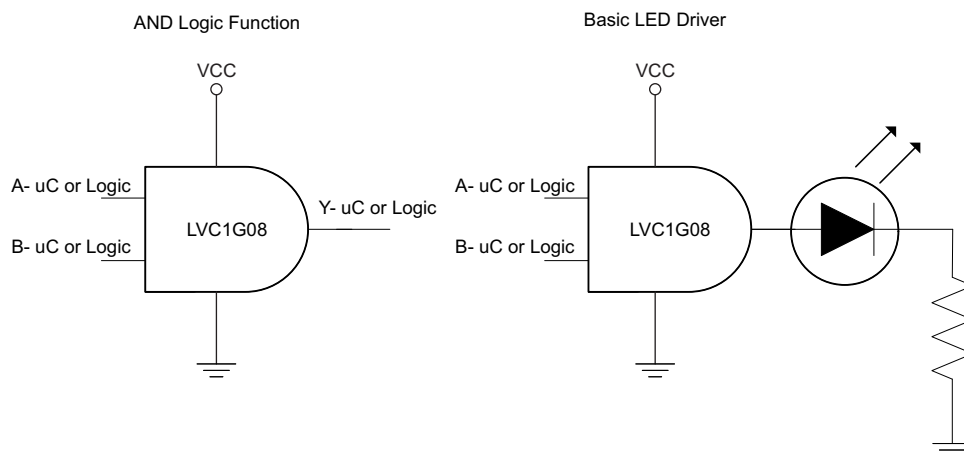 AND Logic Function
VCC
A- uC or Logic
B- uC or Logic
LVC1G08
Y- uC or Logic
Basic LED Driver
VCC
A- uC or Logic
B- uC or Logic
LVC1G08